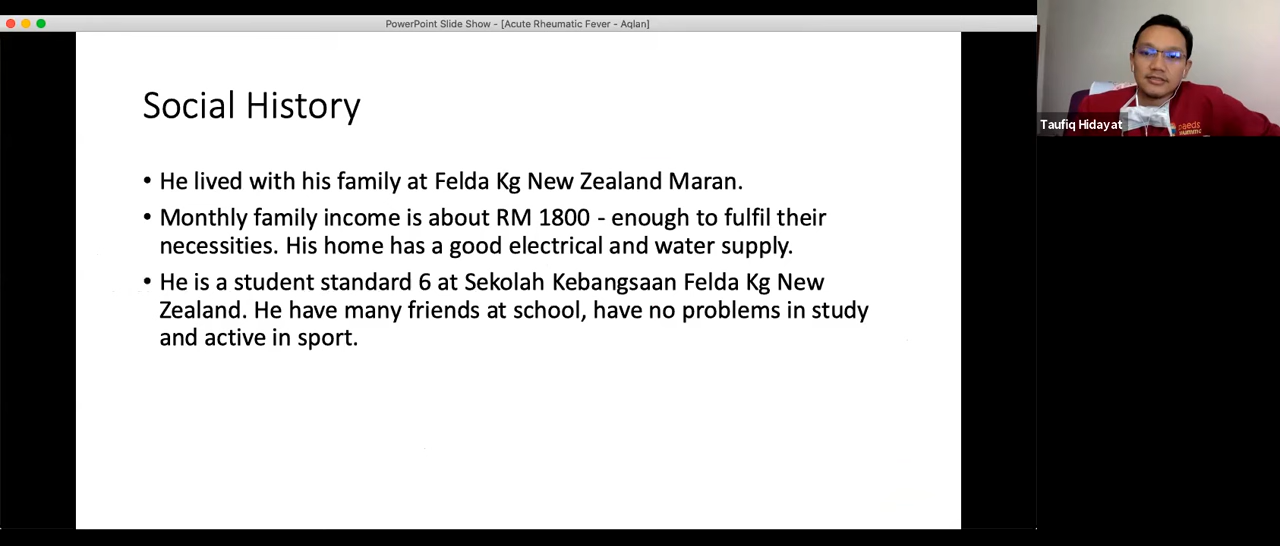 PowerPoint Slide Show - [Acute Rheumatic Fever - Aqlan]
Social History
• He lived with his family at Felda Kg New Zealand Maran.
• Monthly family income is about RM 1800 - enough to fulfil their
necessities. His home has a good electrical and water supply.
• He is a student standard 6 at Sekolah Kebangsaan Felda Kg New
Zealand. He have many friends at school, have no problems in study
and active in sport.
Taufiq Hidayat
paeds